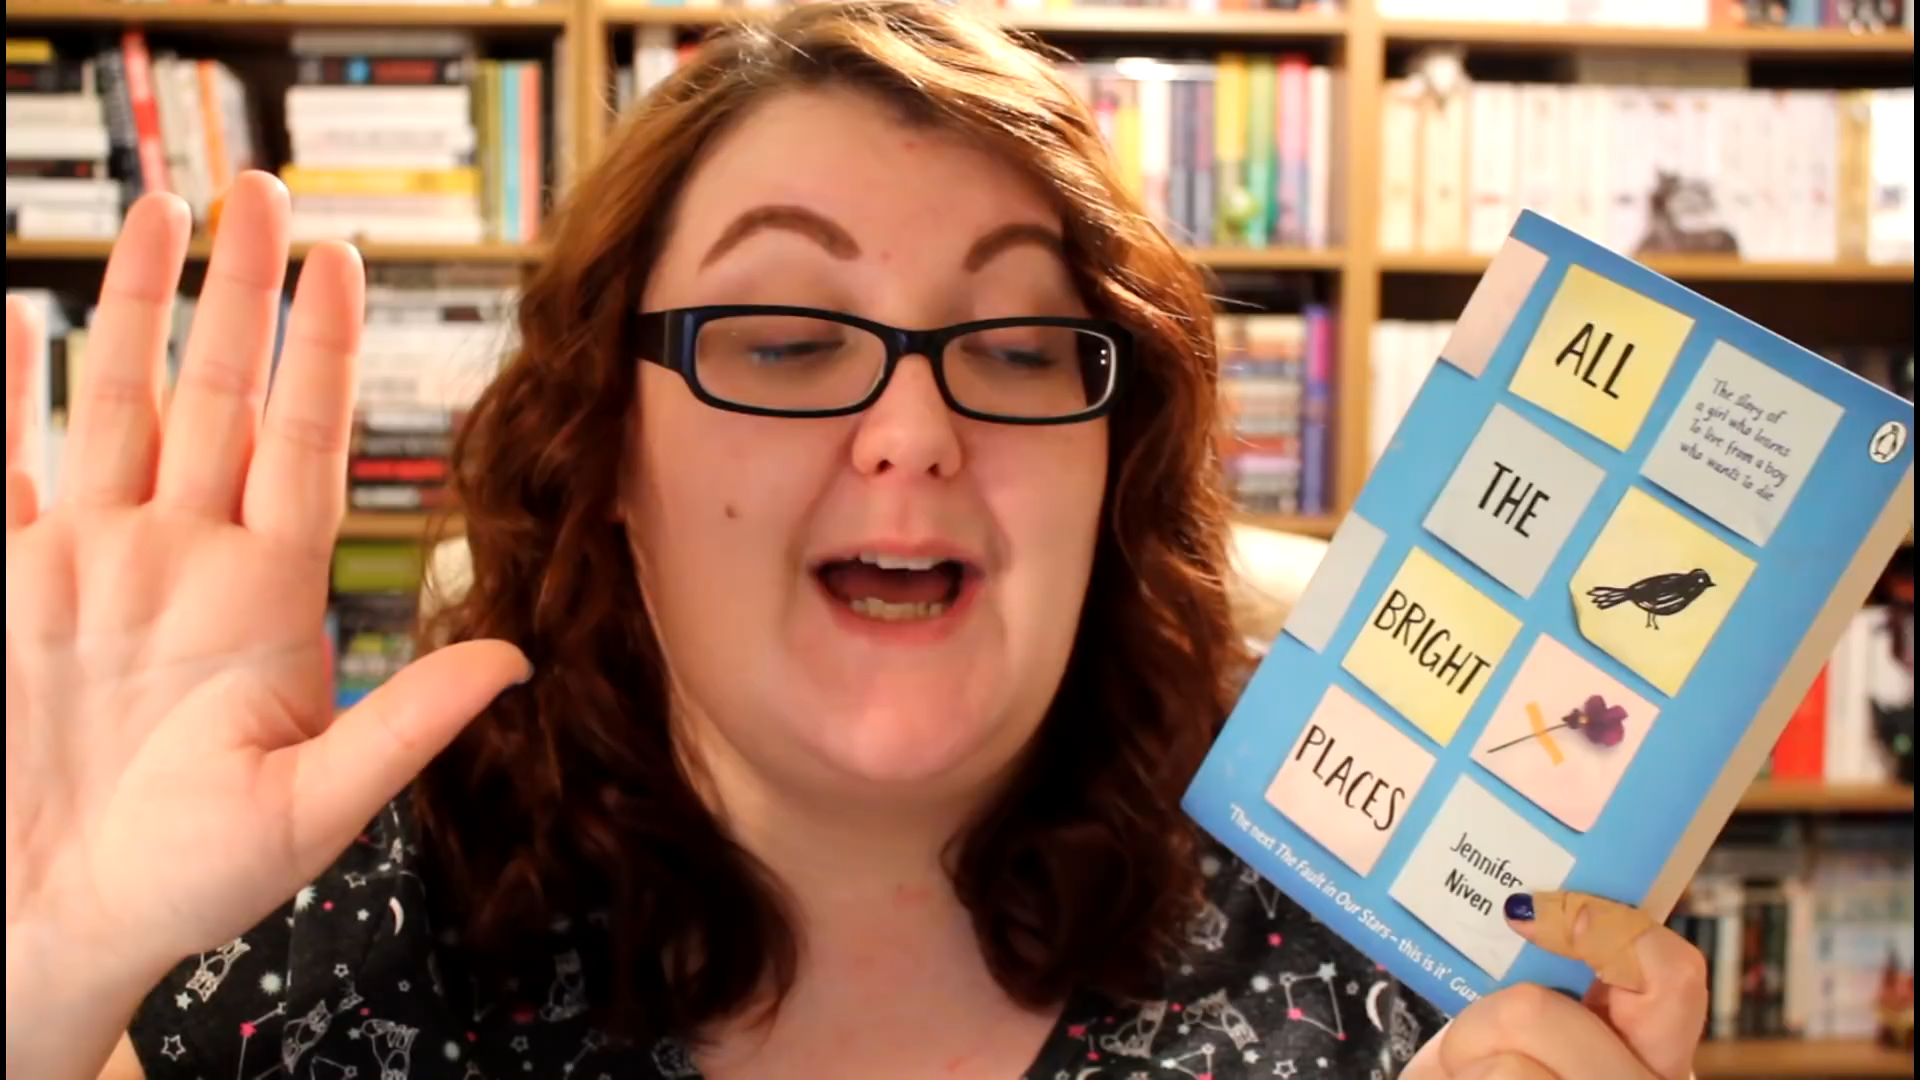 ALL
THE
BRIGHT
PLACES
The story of
a girl who learns
to live from a boy
who wants to die
Jennifer
Niven
'The next The Fault in Our Stars – this is it' Gua